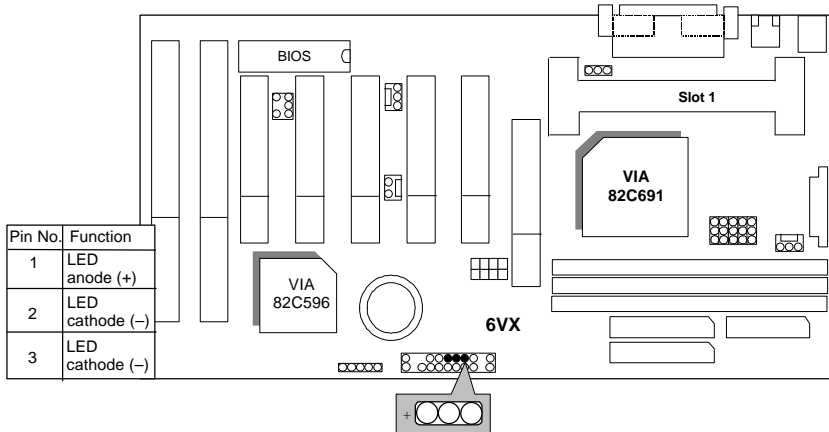 BIOS
Slot 1
VIA
82C691
Pin No. Function
1 LED
anode (+)
2 LED
cathode (–)
3 LED
cathode (–)
VIA
82C596
6VX
+